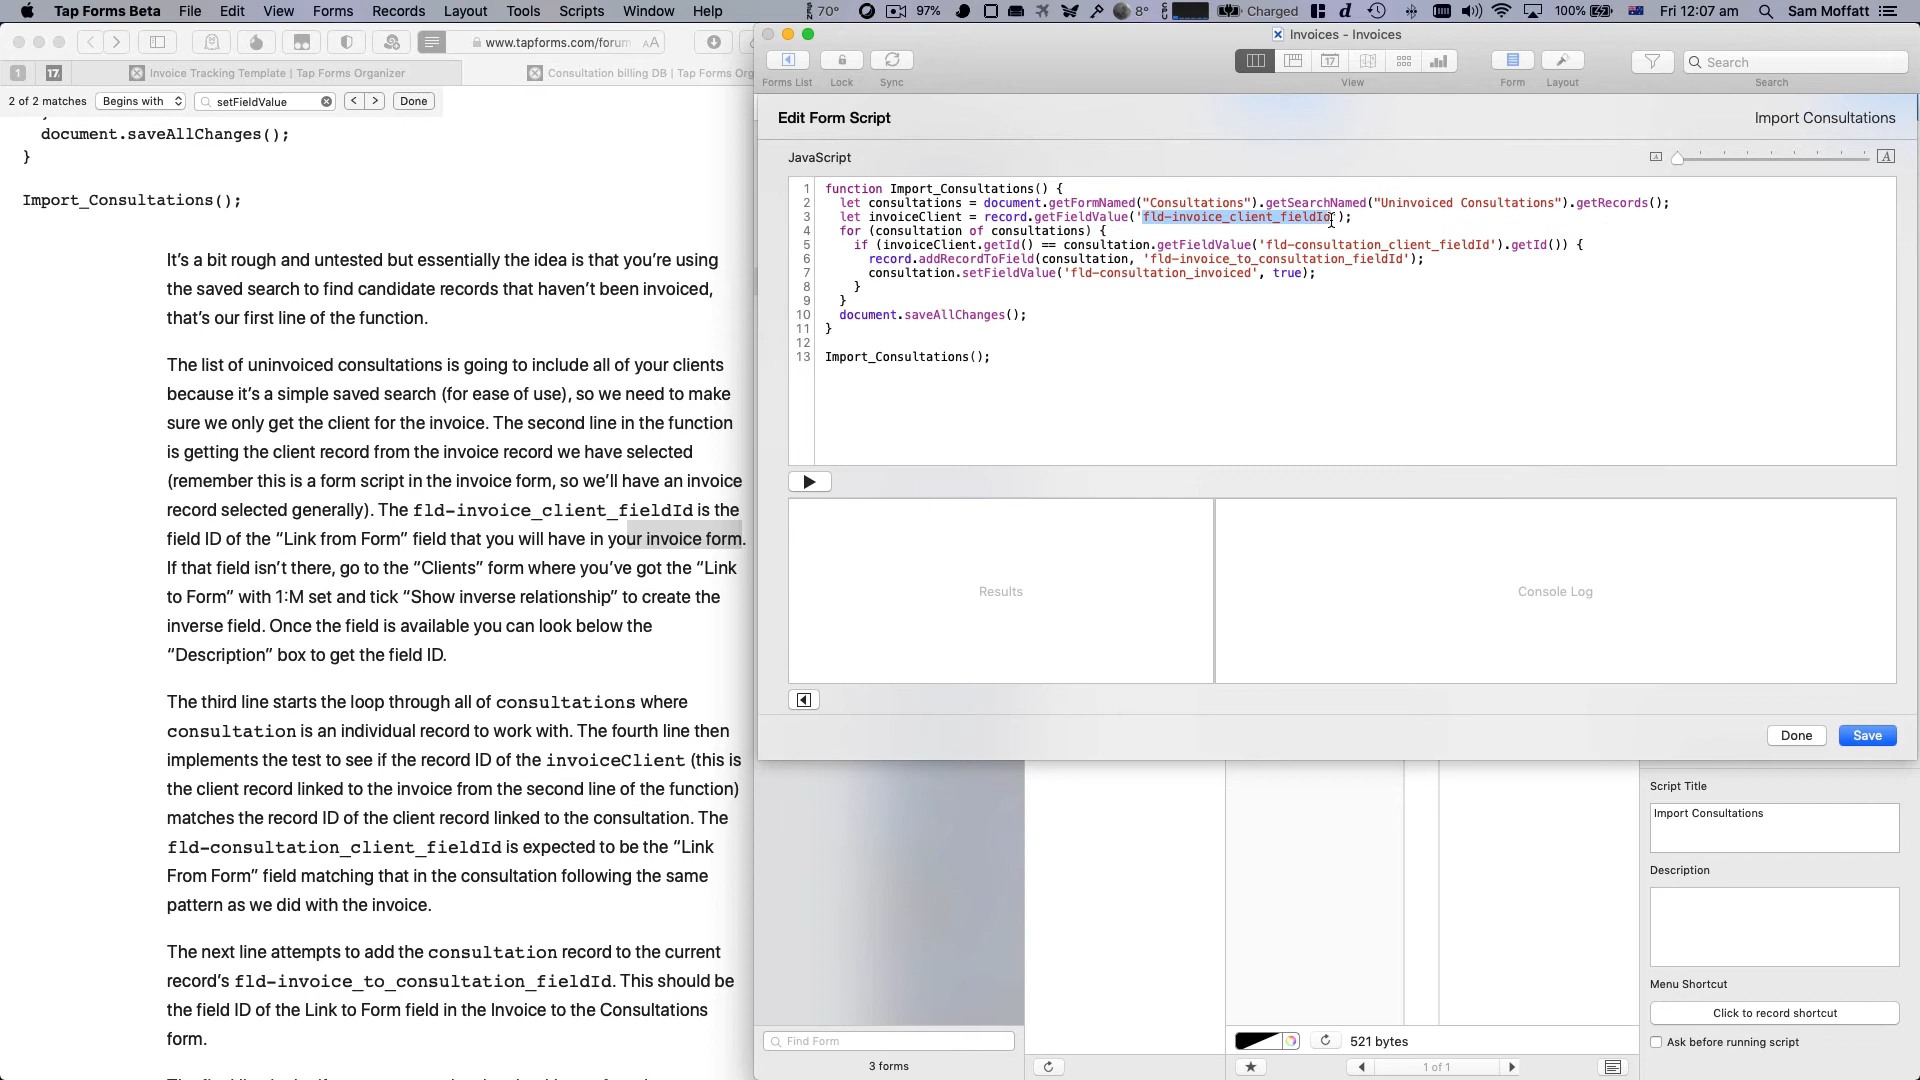 Tap Forms Beta File Edit View Forms Records Layout Tools Scripts Window Help
70° 97% 8° Charged 100% Fri 12:07 am Sam Moffatt
www.tapforms.com/foru
Invoice Tracking Template | Tap Forms Organizer
Consultation billing DB | Tap Forms Org
2 of 2 matches Begins with setFieldValue Done
document.saveAllChanges();
}
Import_Consultations();
It’s a bit rough and untested but essentially the idea is that you’re using
the saved search to find candidate records that haven’t been invoiced,
that’s our first line of the function.
The list of uninvoiced consultations is going to include all of your clients
because it’s a simple saved search (for ease of use), so we need to make
sure we only get the client for the invoice. The second line in the function
is getting the client record from the invoice record we have selected
(remember this is a form script in the invoice form, so we’ll have an invoice
record selected generally). The fld-invoice_client_fieldId is the
field ID of the “Link from Form” field that you will have in your invoice form.
If that field isn’t there, go to the “Clients” form where you’ve got the “Link
to Form” with 1:M set and tick “Show inverse relationship” to create the
inverse field. Once the field is available you can look below the
“Description” box to get the field ID.
The third line starts the loop through all of consultations where
consultation is an individual record to work with. The fourth line then
implements the test to see if the record ID of the invoiceClient (this is
the client record linked to the invoice from the second line of the function)
matches the record ID of the client record linked to the consultation. The
fld-consultation_client_fieldId is expected to be the “Link
From Form” field matching that in the consultation following the same
pattern as we did with the invoice.
The next line attempts to add the consultation record to the current
record’s fld-invoice_to_consultation_fieldId. This should be
the field ID of the Link to Form field in the Invoice to the Consultations
form.
Invoices - Invoices
Search
Forms List Lock Sync View Form Layout Search
Edit Form Script Import Consultations
JavaScript
1 function Import_Consultations() {
2 let consultations = document.getFormNamed("Consultations").getSearchNamed("Uninvoiced Consultations").getRecords();
3 let invoiceClient = record.getFieldValue('fld-invoice_client_fieldId');
4 for (consultation of consultations) {
5 if (invoiceClient.getId() == consultation.getFieldValue('fld-consultation_client_fieldId').getId()) {
6 record.addRecordToField(consultation, 'fld-invoice_to_consultation_fieldId');
7 consultation.setFieldValue('fld-consultation_invoiced', true);
8 }
9 }
10 document.saveAllChanges();
11 }
12
13 Import_Consultations();
Results
Console Log
Done Save
Script Title
Import Consultations
Description
Menu Shortcut
Click to record shortcut
Ask before running script
Find Form
3 forms
521 bytes
1 of 1